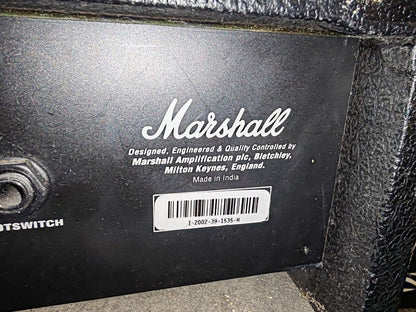 Marshall
Designed, Engineered & Quality Controlled by
Marshall Amplification plc, Bletchley,
Milton Keynes, England.
Made in India
I-2002-39-1535-H
OTSWITCH